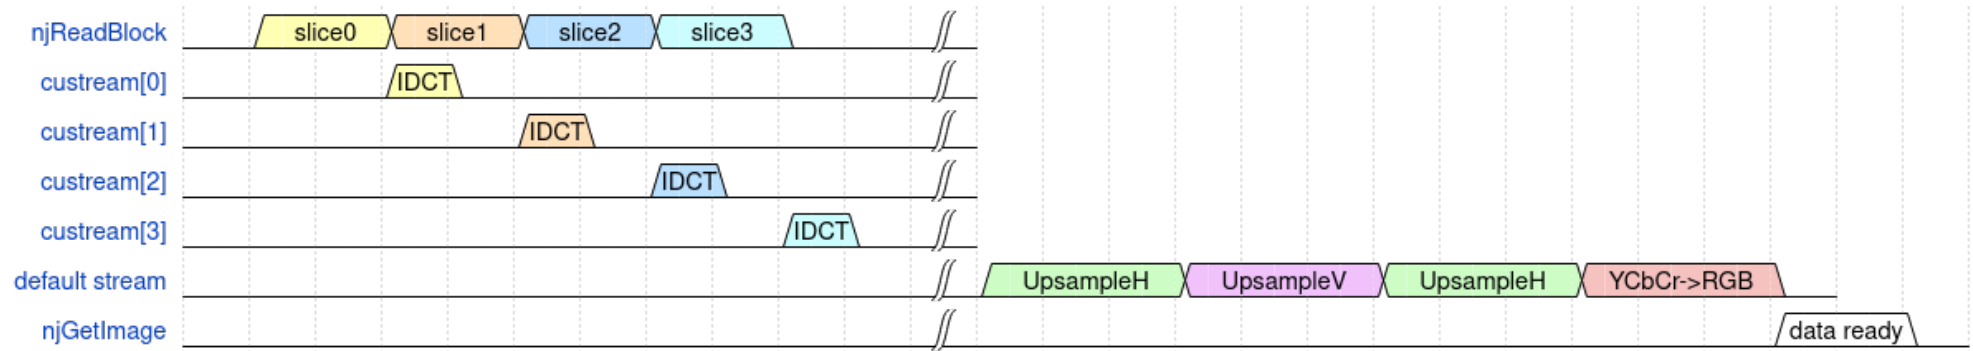 njReadBlock slice0 slice1 slice2 slice3
custream[0] IDCT
custream[1] IDCT
custream[2] IDCT
custream[3] IDCT
default stream UpsampleH UpsampleV UpsampleH YCbCr->RGB
njGetImage data ready